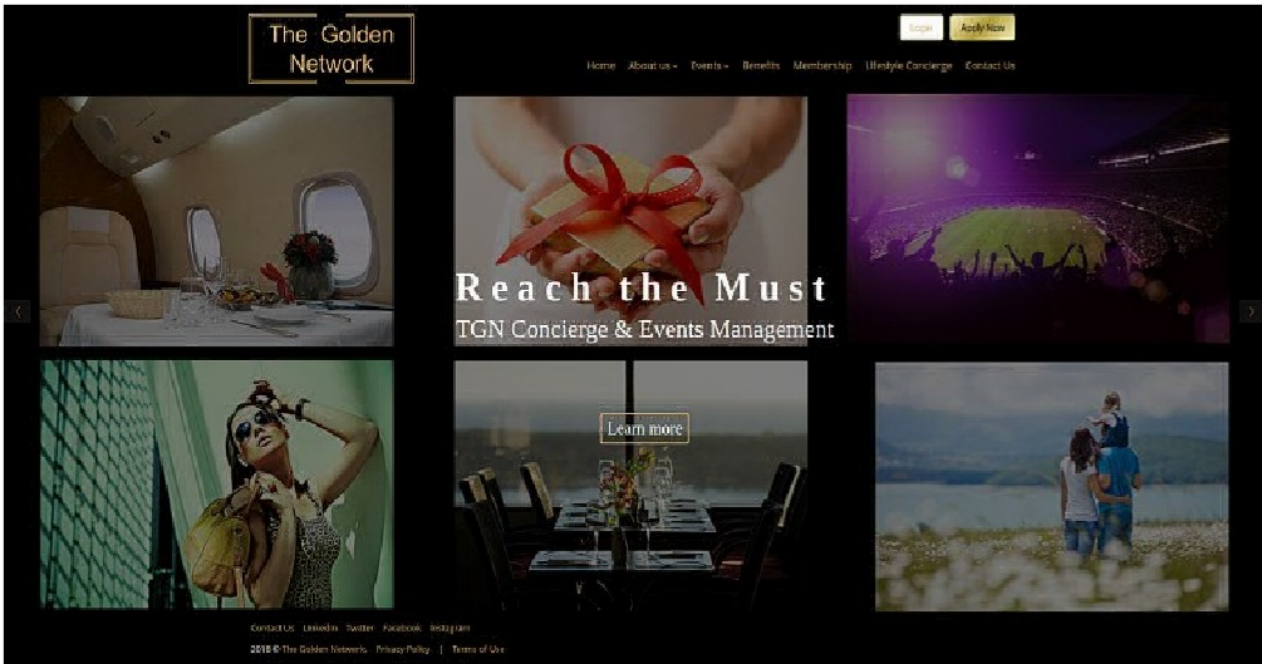 The Golden
Network
Login
Apply Now
Home About us Events Benefits Membership Lifestyle Concierge Contact Us
Reach the Must
TGN Concierge & Events Management
Learn more
Contact Us LinkedIn Twitter Facebook Instagram
2018 © The Golden Network. Privacy Policy | Terms of Use